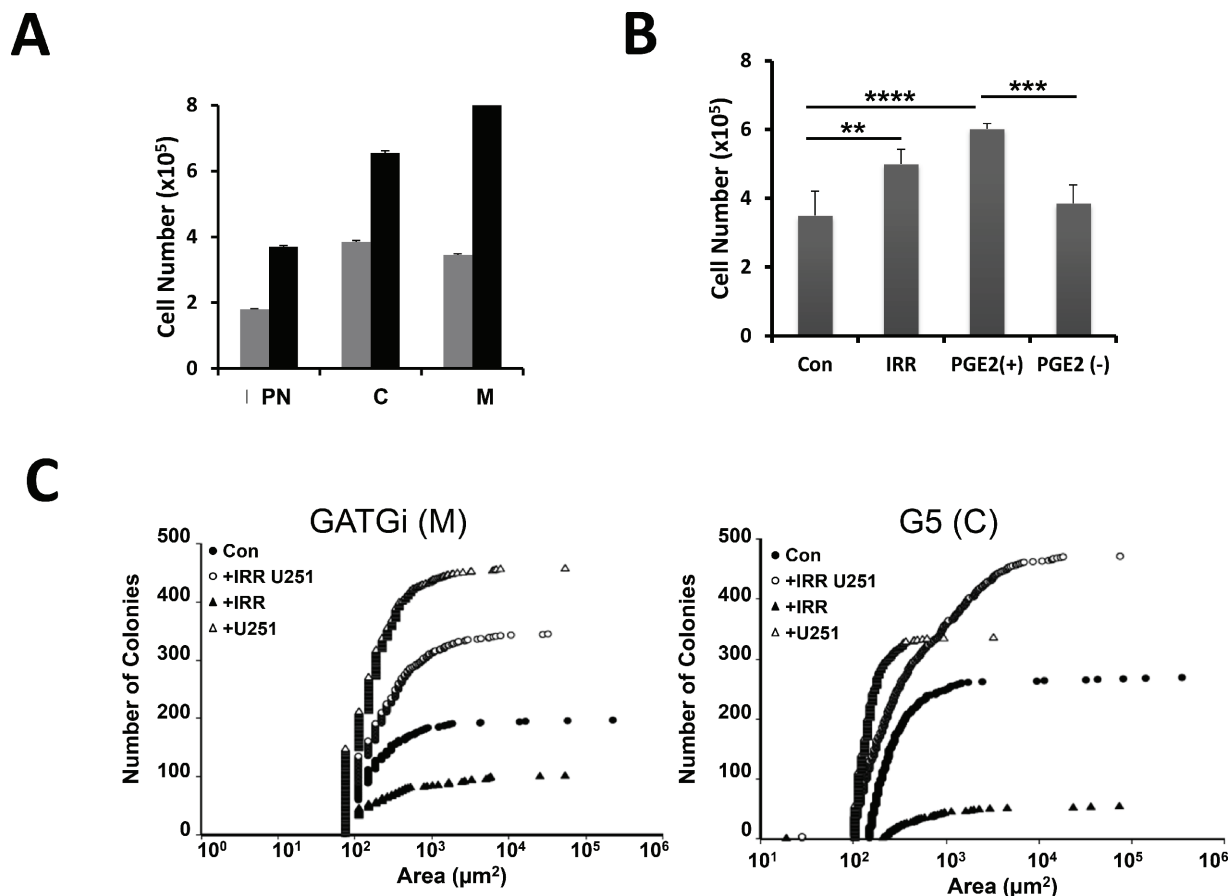 A
Cell Number (x10⁵)
8
6
4
2
0
PN C M
B
Cell Number (x10⁵)
8
6
4
2
0
****
**
***
Con IRR PGE2(+) PGE2 (-)
C
GATGi (M)
Number of Colonies
500
400
300
200
100
0
Con
+IRR U251
+IRR
+U251
10⁰ 10¹ 10² 10³ 10⁴ 10⁵ 10⁶
Area (µm²)
G5 (C)
Number of Colonies
500
400
300
200
100
0
Con
+IRR U251
+IRR
+U251
10¹ 10² 10³ 10⁴ 10⁵ 10⁶
Area (µm²)